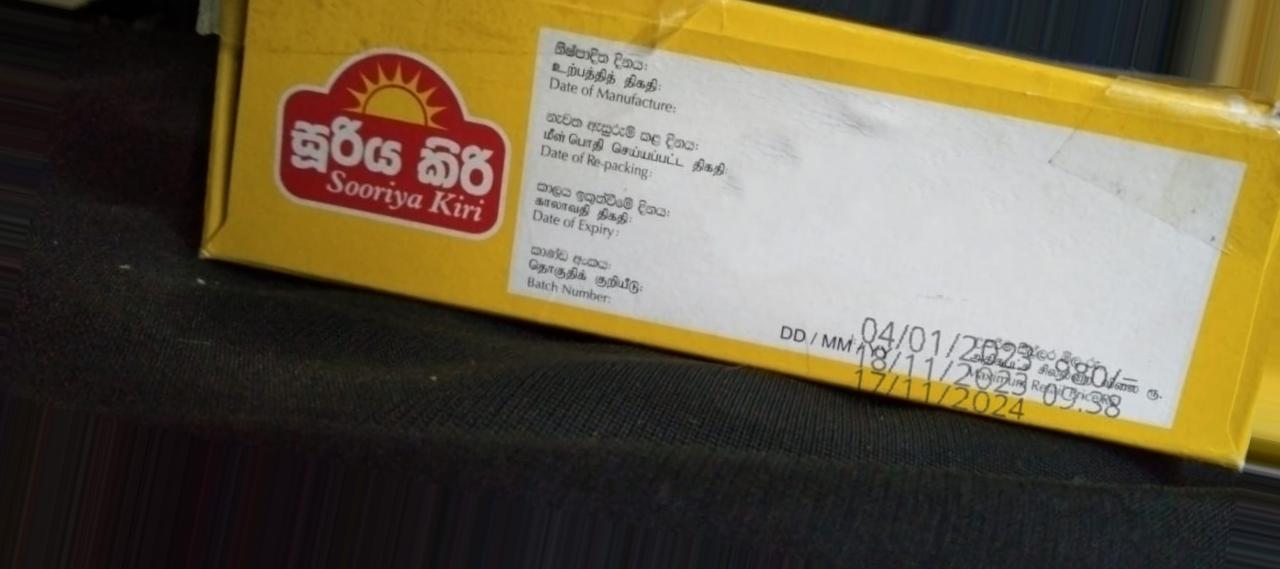 සූරිය කිරි
Sooriya Kiri
නිෂ්පාදිත දිනය:
உற்பத்தித் திகதி:
Date of Manufacture:
නැවත ඇසුරුම් කළ දිනය:
மீள் பொதி செய்யப்பட்ட திகதி:
Date of Re-packing:
කාලය ඉකුත්වීමේ දිනය:
காலாவதி திகதி:
Date of Expiry:
කාණ්ඩ අංකය:
தொகுதிக் குறியீடு:
Batch Number:
DD / MM
04/01/2023 980/=
18/11/2023 09:38
17/11/2024